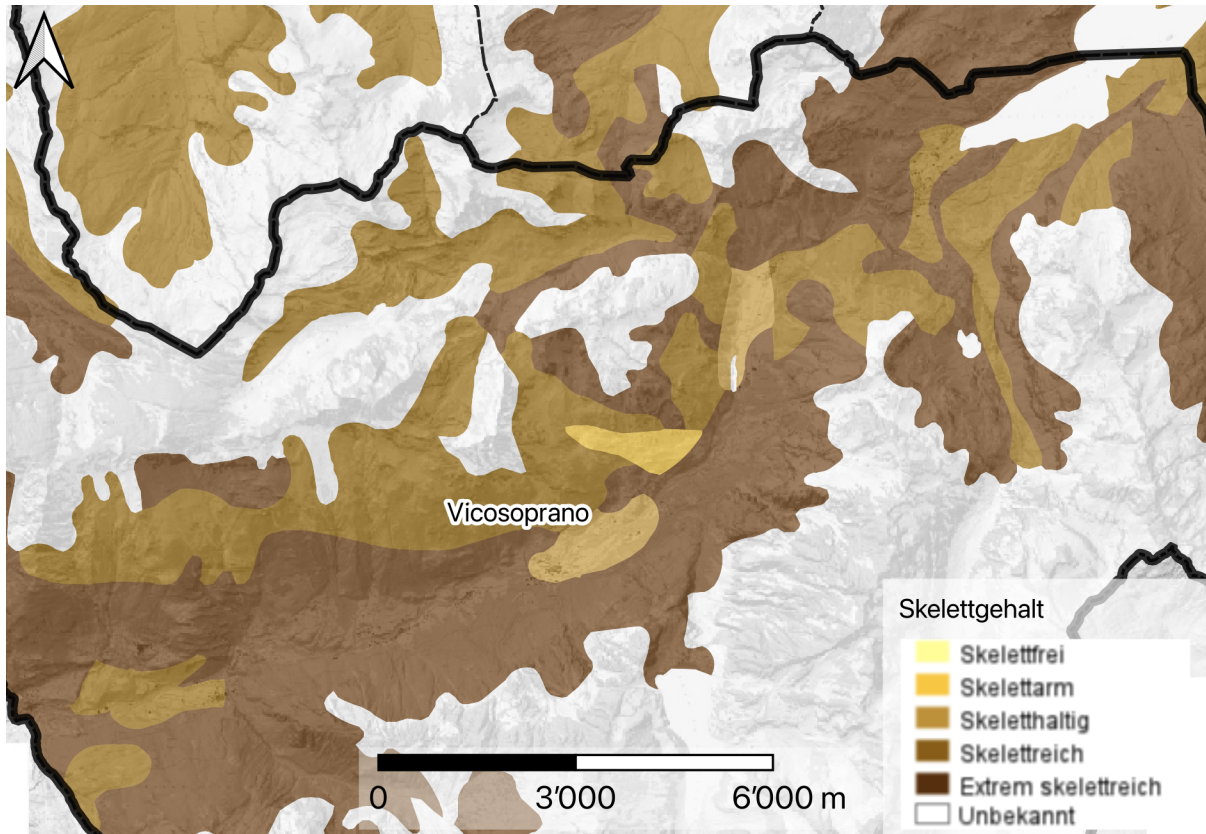 Vicosoprano
Skelettgehalt
Skelettfrei
Skelettarm
Skeletthaltig
Skelettreich
Extrem skelettreich
Unbekannt
0 3'000 6'000 m